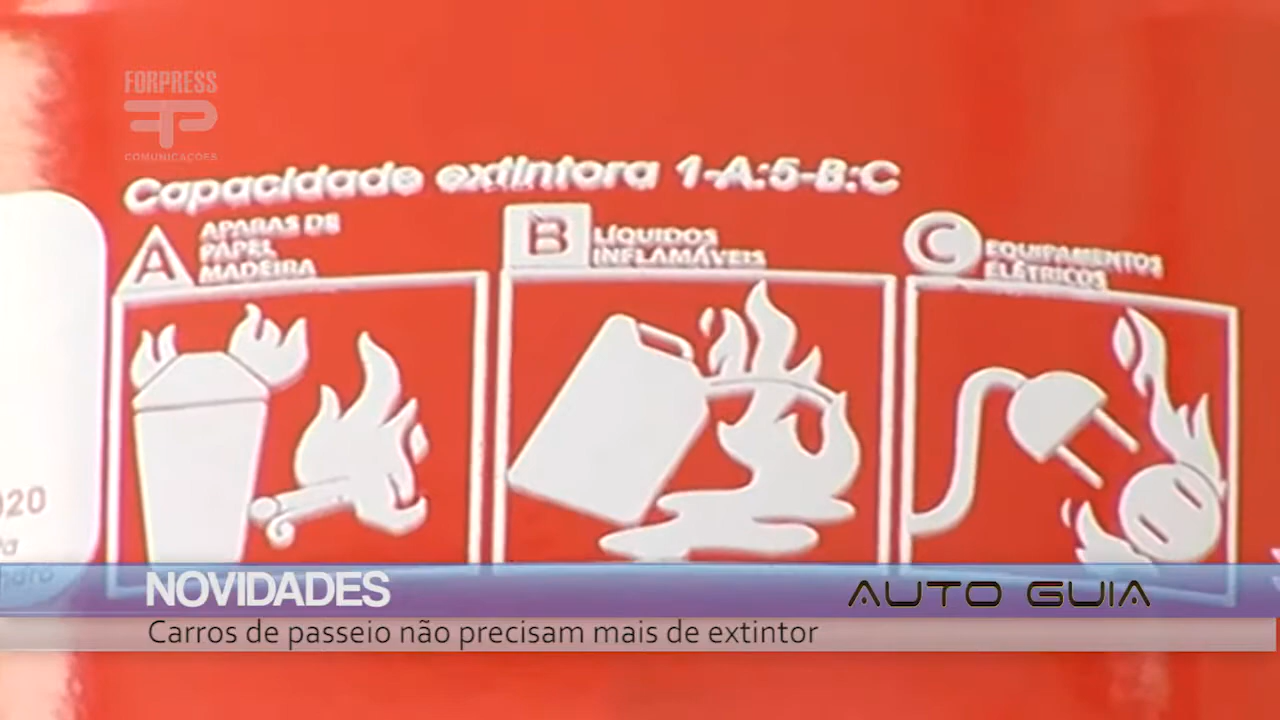 FORPRESS
FP
COMUNICAÇÕES
Capacidade extintora 1-A:5-B:C
A
APARAS DE
PAPEL
MADEIRA
B
LÍQUIDOS
INFLAMÁVEIS
C
EQUIPAMENTOS
ELÉTRICOS
NOVIDADES
AUTO GUIA
Carros de passeio não precisam mais de extintor